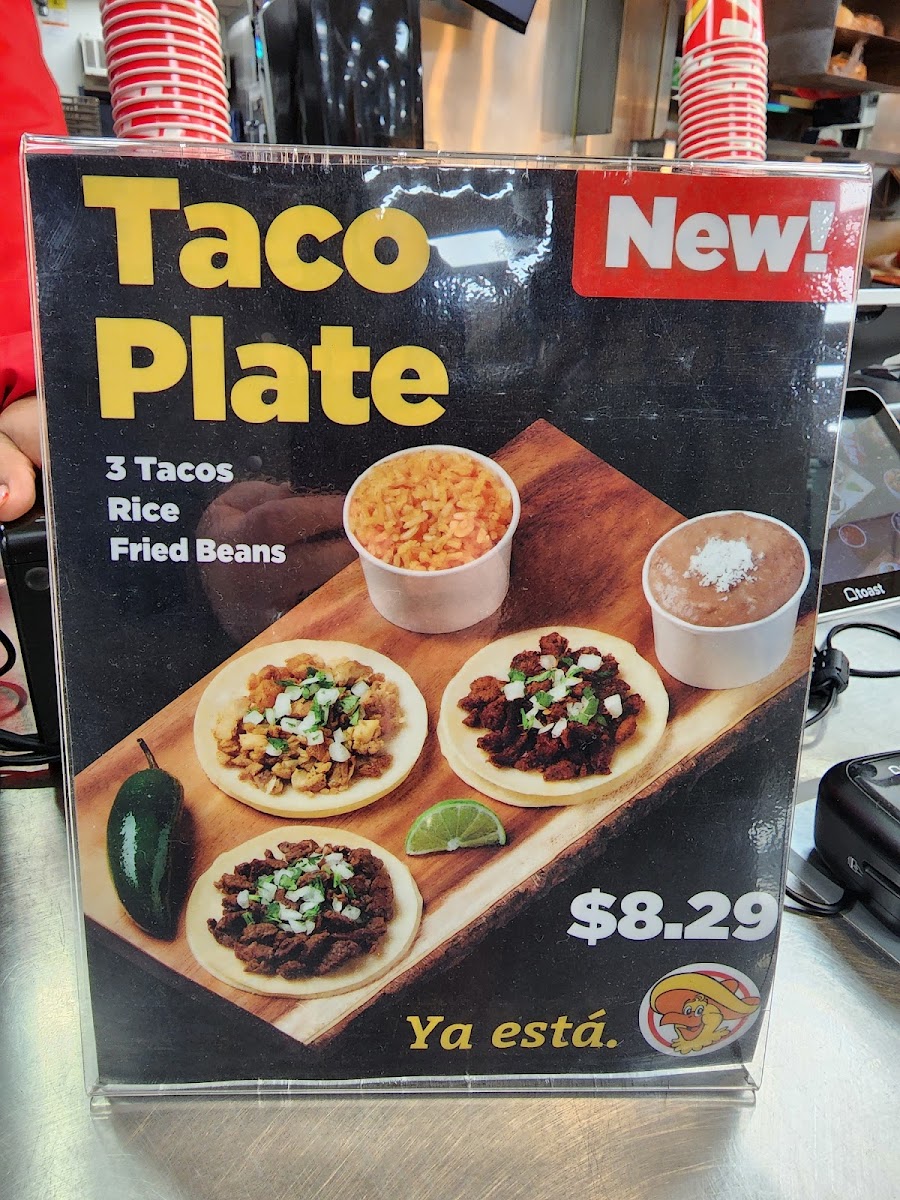 Taco
Plate
New!
3 Tacos
Rice
Fried Beans
toast
$8.29
Ya está.